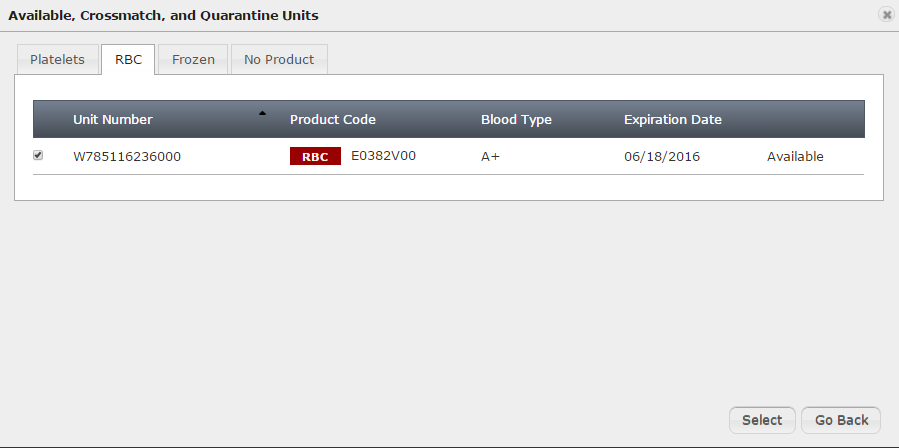 Available, Crossmatch, and Quarantine Units
Platelets RBC Frozen No Product
Unit Number Product Code Blood Type Expiration Date
W785116236000 RBC E0382V00 A+ 06/18/2016 Available
Select Go Back